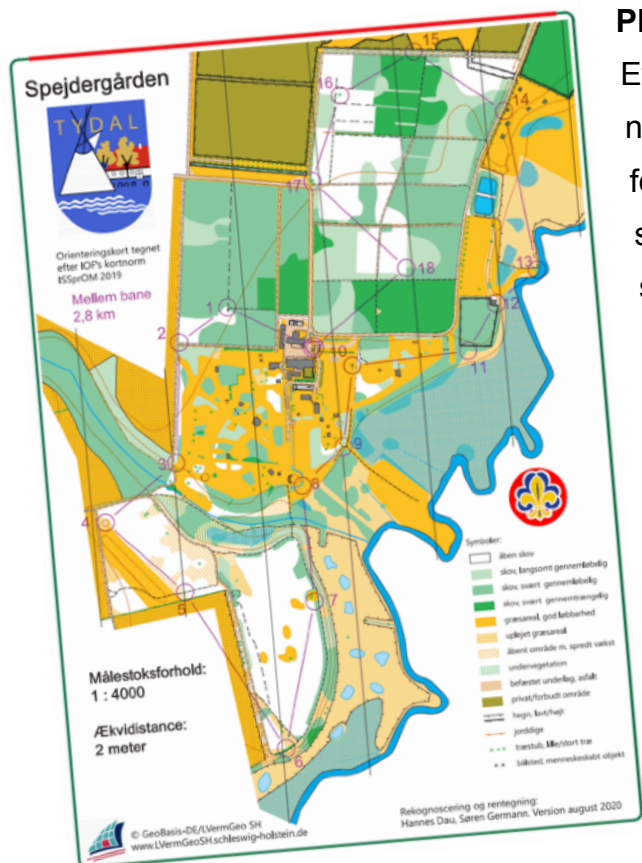 Spejdergården
TYDAL
Orienteringskort tegnet
efter IOF's kortnorm
ISSprOM 2019
Mellem bane
2,8 km
15
16
14
17
18
13
12
1
2
10
11
9
39
8
4
5
7
6
Målestoksforhold:
1 : 4000
Ækvidistance:
2 meter
Symboler:
åben skov
skov, langsomt gennemløbelig
skov, svært gennemløbelig
skov, svært gennemtrængelig
græsareal, god løbbarhed
uplejet græsareal
åbent område m. spredt vækst
undervegetation
befæstet underlag, asfalt
privat/forbudt område
hegn, lavt/højt
jorddige
træstub, lille/stort træ
bålsted, menneskeskabt objekt
© GeoBasis-DE/LVermGeo SH
www.LVermGeoSH.schleswig-holstein.de
Rekognoscering og rentegning:
Hannes Dau, Søren Germann. Version august 2020